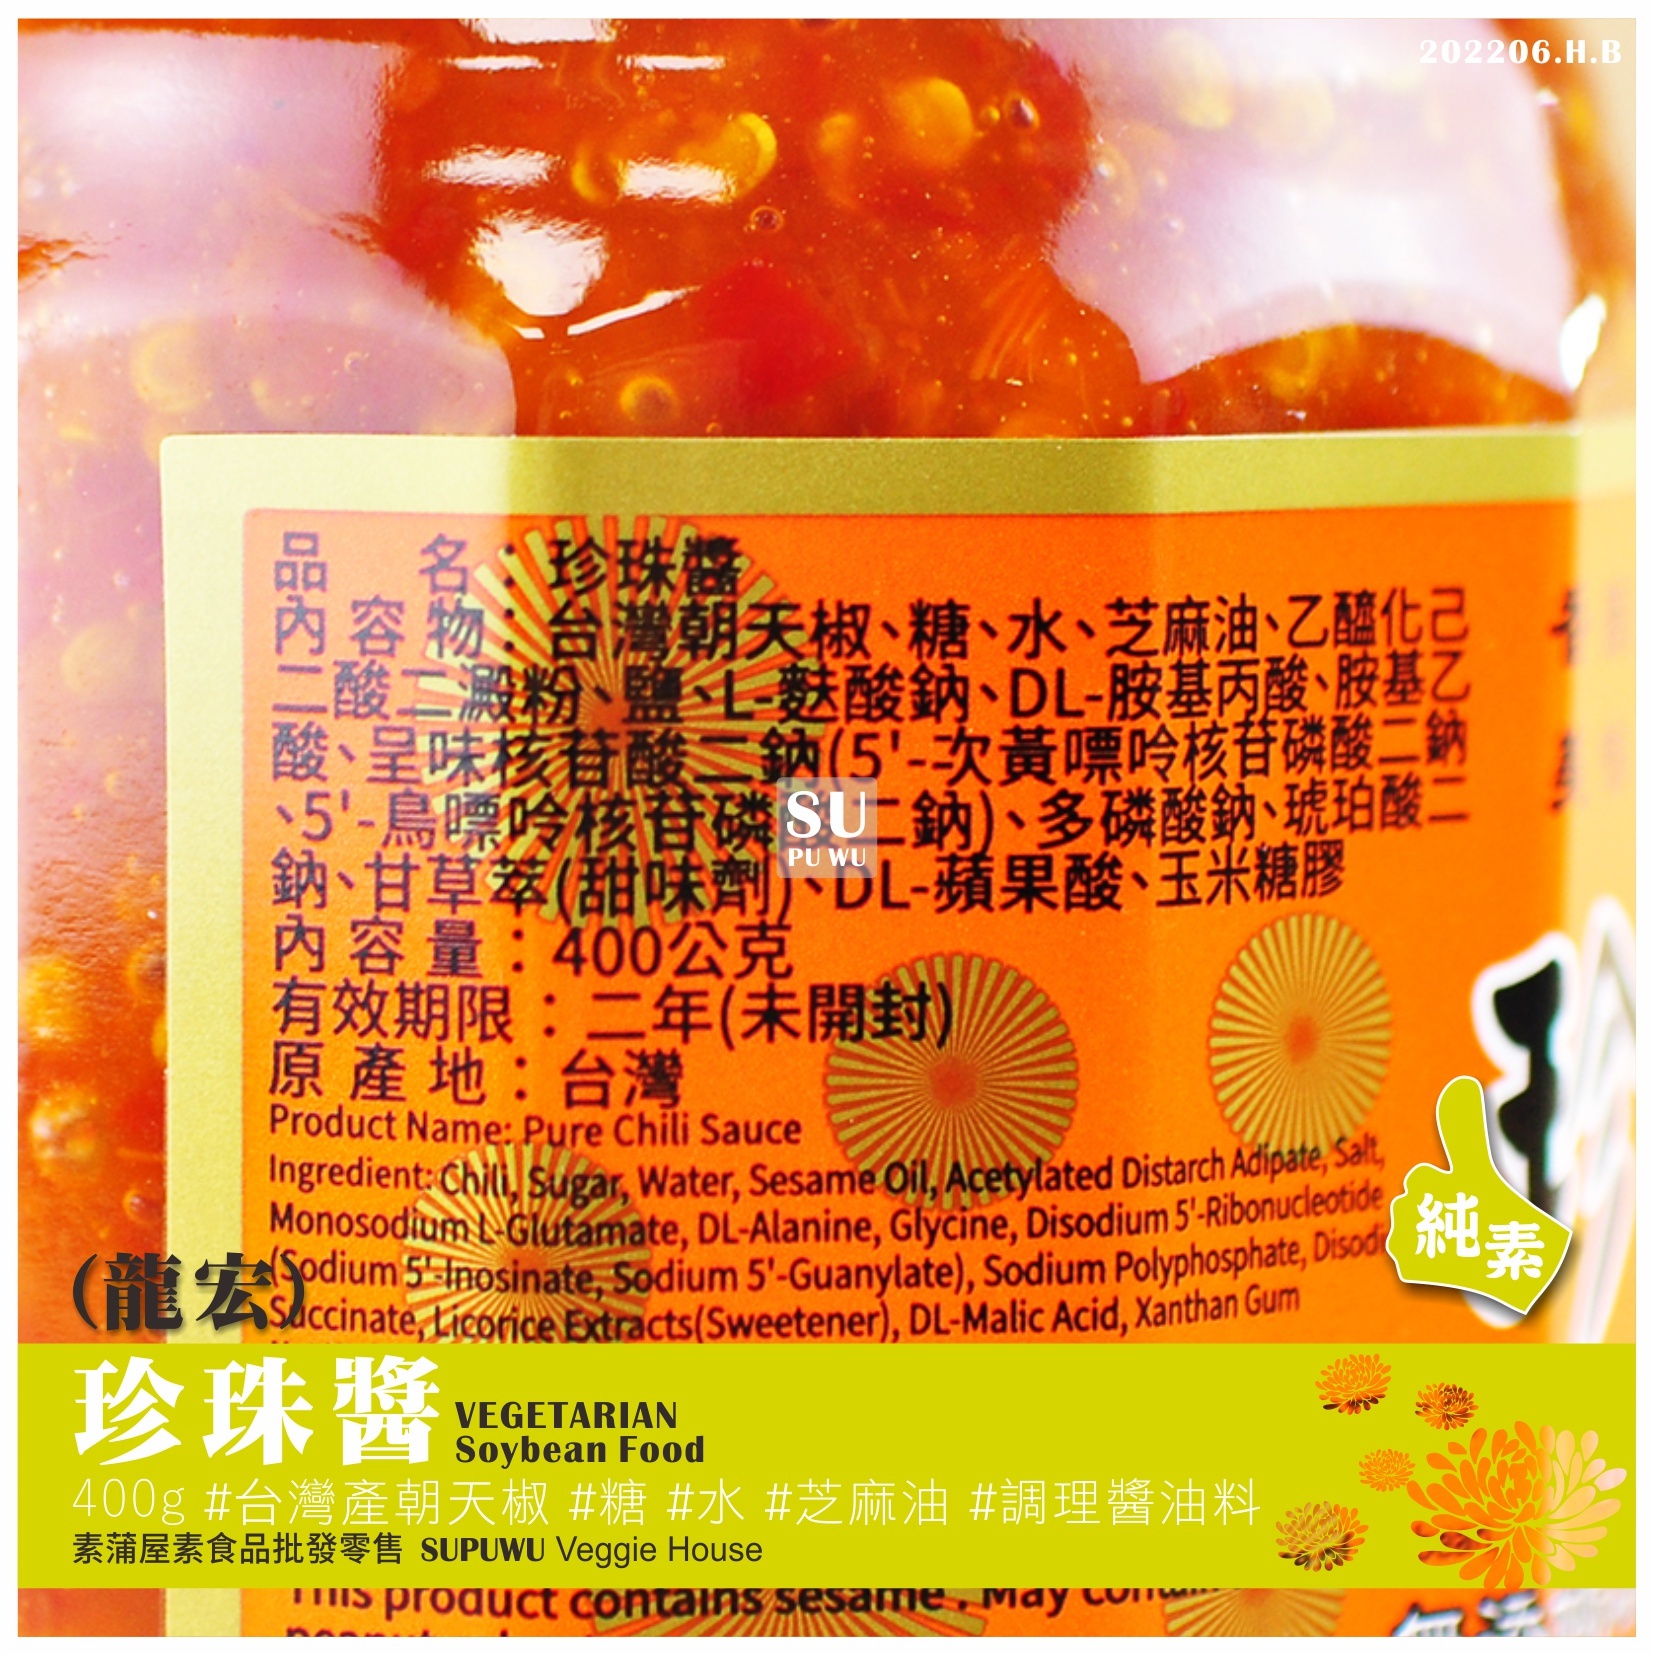 202206.H.B
品 名：珍珠醬
內 容 物：台灣朝天椒、糖、水、芝麻油、乙醯化己
二酸二澱粉、鹽、L-麩酸鈉、DL-胺基丙酸、胺基乙
酸、呈味核苷酸二鈉(5'-次黃嘌呤核苷磷酸二鈉
、5'-鳥嘌呤核苷磷酸二鈉)、多磷酸鈉、琥珀酸二
鈉、甘草萃(甜味劑)、DL-蘋果酸、玉米糖膠
SU
PU WU
內 容 量：400公克
有效期限：二年(未開封)
原 產 地：台灣
Product Name: Pure Chili Sauce
Ingredient: Chili, Sugar, Water, Sesame Oil, Acetylated Distarch Adipate, Salt,
Monosodium L-Glutamate, DL-Alanine, Glycine, Disodium 5'-Ribonucleotide
(Sodium 5'-Inosinate, Sodium 5'-Guanylate), Sodium Polyphosphate, Disodi
Succinate, Licorice Extracts(Sweetener), DL-Malic Acid, Xanthan Gum
純素
(龍宏)
珍珠醬
VEGETARIAN
Soybean Food
400g #台灣產朝天椒 #糖 #水 #芝麻油 #調理醬油料
素蒲屋素食品批發零售 SUPUWU Veggie House
This product contains sesame . May contain